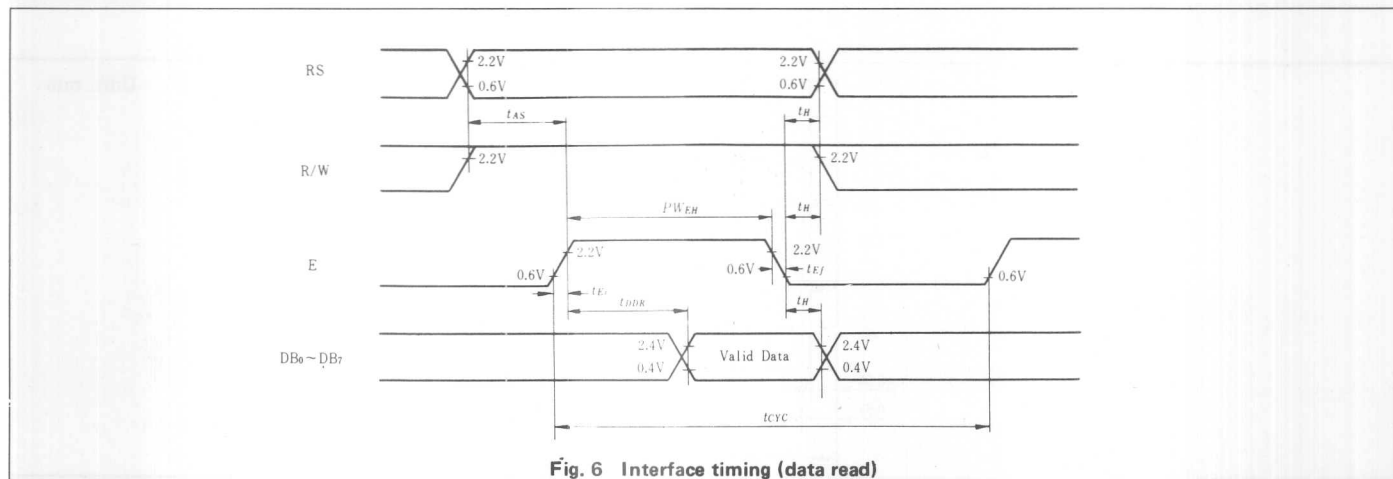 RS
2.2V
0.6V
2.2V
0.6V
tAS
tH
R/W
2.2V
2.2V
PWEH
tH
E
0.6V
2.2V
0.6V
2.2V
tEf
0.6V
tDDR
tH
DB₀~DB₇
2.4V
0.4V
Valid Data
2.4V
0.4V
tCYC
Fig. 6 Interface timing (data read)